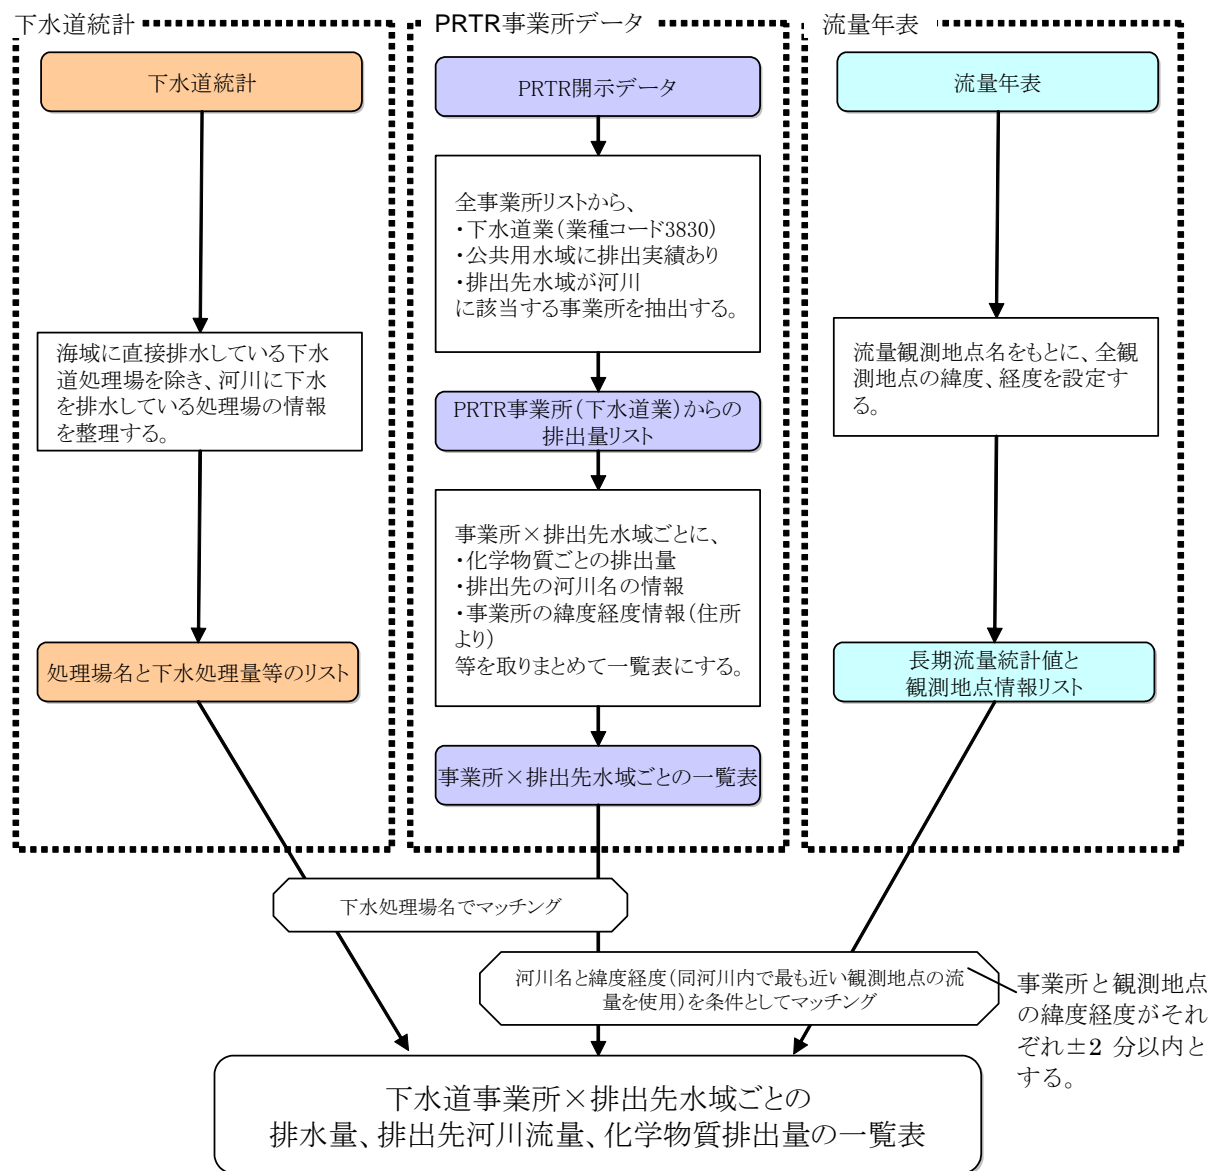 下水道統計
下水道統計
海域に直接排水している下水
道処理場を除き、河川に下水
を排水している処理場の情報
を整理する。
処理場名と下水処理量等のリスト
PRTR事業所データ
PRTR開示データ
全事業所リストから、
・下水道業(業種コード3830)
・公共用水域に排出実績あり
・排出先水域が河川
に該当する事業所を抽出する。
PRTR事業所(下水道業)からの
排出量リスト
事業所×排出先水域ごとに、
・化学物質ごとの排出量
・排出先の河川名の情報
・事業所の緯度経度情報(住所
より)
等を取りまとめて一覧表にする。
事業所×排出先水域ごとの一覧表
流量年表
流量年表
流量観測地点名をもとに、全観
測地点の緯度、経度を設定す
る。
長期流量統計値と
観測地点情報リスト
下水処理場名でマッチング
河川名と緯度経度(同河川内で最も近い観測地点の流
量を使用)を条件としてマッチング
事業所と観測地点
の緯度経度がそれ
ぞれ±2 分以内と
する。
下水道事業所×排出先水域ごとの
排水量、排出先河川流量、化学物質排出量の一覧表